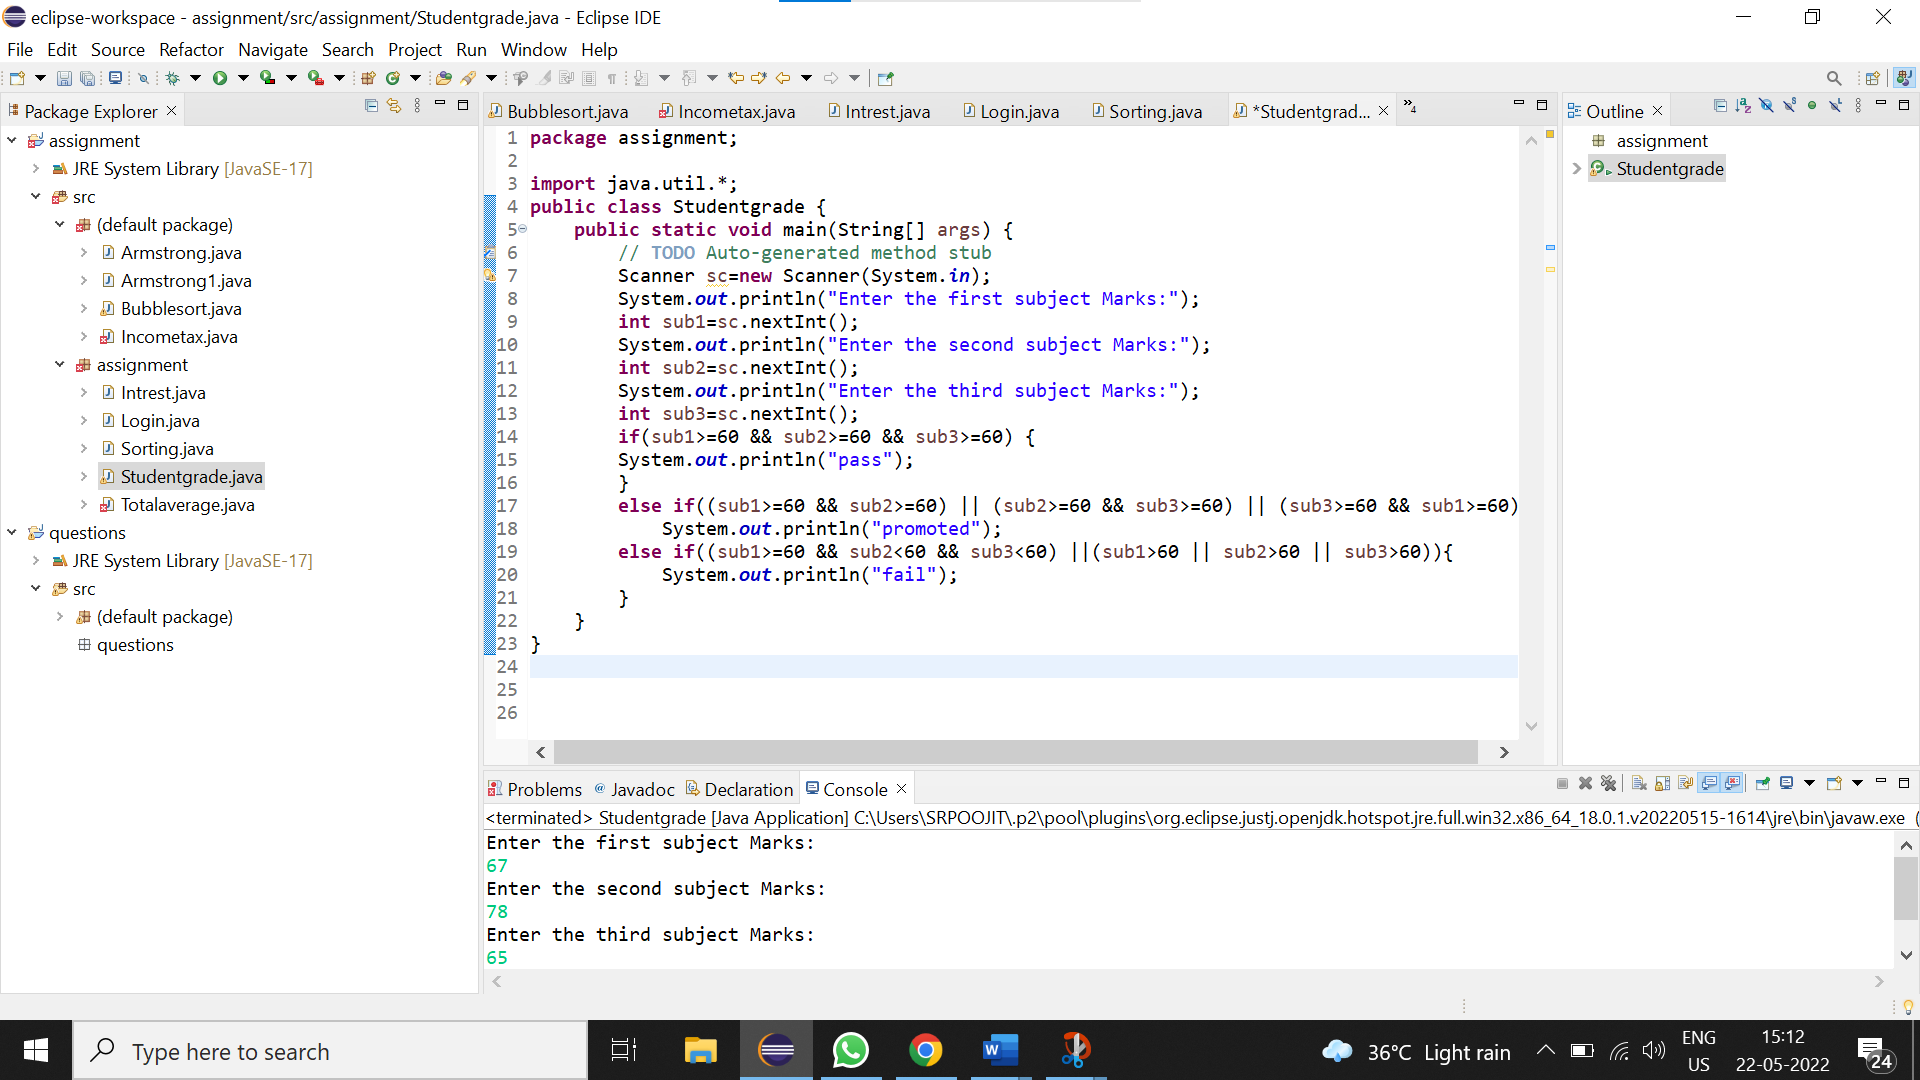 eclipse-workspace - assignment/src/assignment/Studentgrade.java - Eclipse IDE
File Edit Source Refactor Navigate Search Project Run Window Help
Package Explorer
assignment
JRE System Library [JavaSE-17]
src
(default package)
Armstrong.java
Armstrong1.java
Bubblesort.java
Incometax.java
assignment
Intrest.java
Login.java
Sorting.java
Studentgrade.java
Totalaverage.java
questions
JRE System Library [JavaSE-17]
src
(default package)
questions
Bubblesort.java Incometax.java Intrest.java Login.java Sorting.java *Studentgrad... »4
1 package assignment;
2
3 import java.util.*;
4 public class Studentgrade {
5 public static void main(String[] args) {
6 // TODO Auto-generated method stub
7 Scanner sc=new Scanner(System.in);
8 System.out.println("Enter the first subject Marks:");
9 int sub1=sc.nextInt();
10 System.out.println("Enter the second subject Marks:");
11 int sub2=sc.nextInt();
12 System.out.println("Enter the third subject Marks:");
13 int sub3=sc.nextInt();
14 if(sub1>=60 && sub2>=60 && sub3>=60) {
15 System.out.println("pass");
16 }
17 else if((sub1>=60 && sub2>=60) || (sub2>=60 && sub3>=60) || (sub3>=60 && sub1>=60)
18 System.out.println("promoted");
19 else if((sub1>=60 && sub2<60 && sub3<60) ||(sub1>60 || sub2>60 || sub3>60)){
20 System.out.println("fail");
21 }
22 }
23 }
24
25
26
Outline
assignment
Studentgrade
Problems @ Javadoc Declaration Console
<terminated> Studentgrade [Java Application] C:\Users\SRPOOJIT\.p2\pool\plugins\org.eclipse.justj.openjdk.hotspot.jre.full.win32.x86_64_18.0.1.v20220515-1614\jre\bin\javaw.exe (
Enter the first subject Marks:
67
Enter the second subject Marks:
78
Enter the third subject Marks:
65
Type here to search
36°C Light rain
ENG
US
15:12
22-05-2022
24